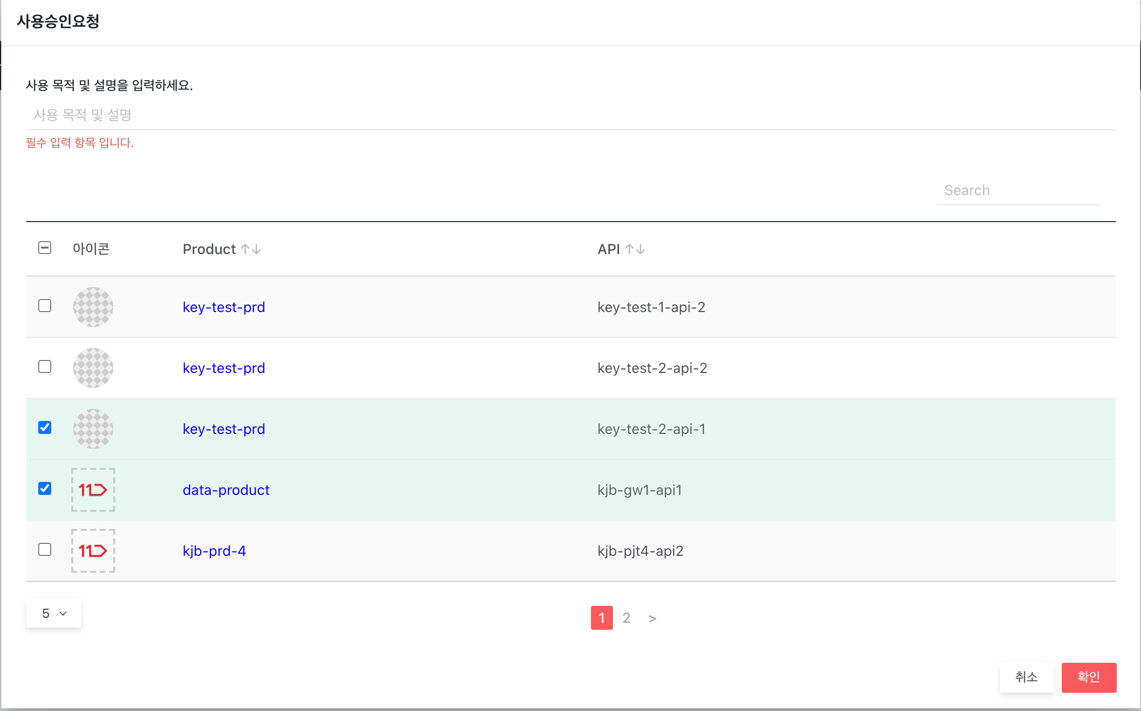 사용승인요청
사용 목적 및 설명을 입력하세요.
사용 목적 및 설명
필수 입력 항목 입니다.
Search
아이콘 Product ↑↓ API ↑↓
key-test-prd key-test-1-api-2
key-test-prd key-test-2-api-2
key-test-prd key-test-2-api-1
11 data-product kjb-gw1-api1
11 kjb-prd-4 kjb-pjt4-api2
5 1 2 >
취소 확인